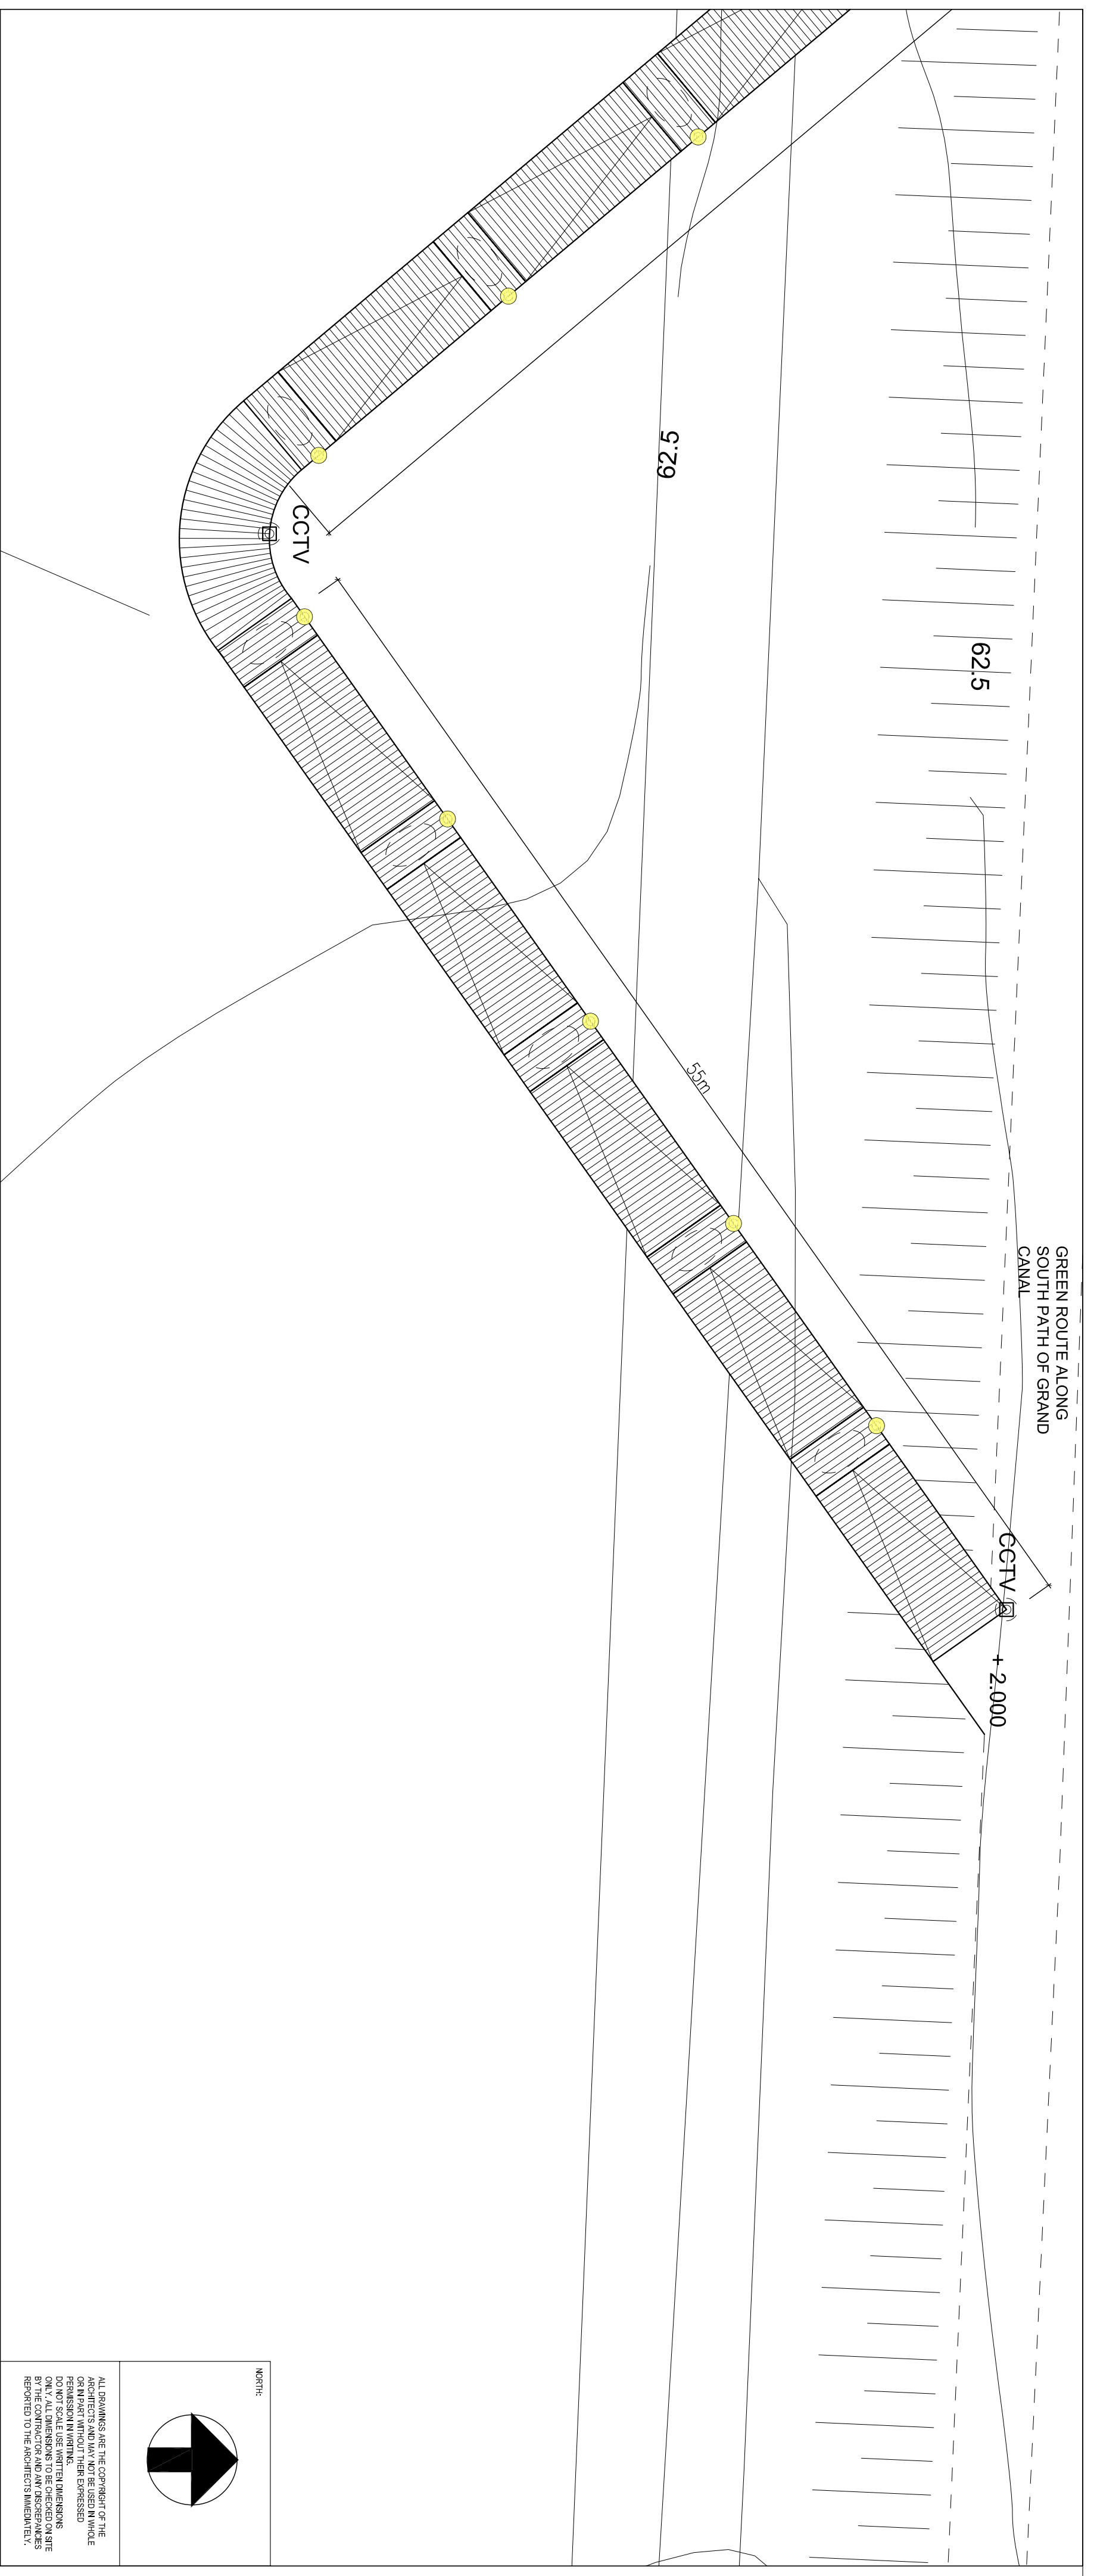 62.5
CCTV
62.5
55m
GREEN ROUTE ALONG
SOUTH PATH OF GRAND
CANAL
CCTV
+ 2.000
NORTH:
ALL DRAWINGS ARE THE COPYRIGHT OF THE
ARCHITECTS AND MAY NOT BE USED IN WHOLE
OR IN PART WITHOUT THEIR EXPRESSED
PERMISSION IN WRITING.
DO NOT SCALE USE WRITTEN DIMENSIONS
ONLY. ALL DIMENSIONS TO BE CHECKED ON SITE
BY THE CONTRACTOR AND ANY DISCREPANCIES
REPORTED TO THE ARCHITECTS IMMEDIATELY.